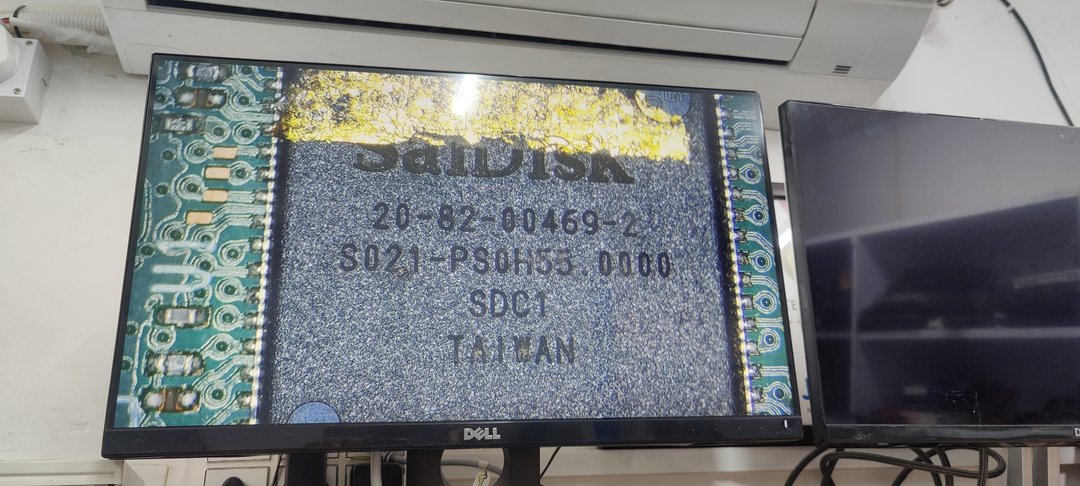 SanDisk
20-82-00469-2
S021-PS0H55.0000
SDC1
TAIWAN
DELL